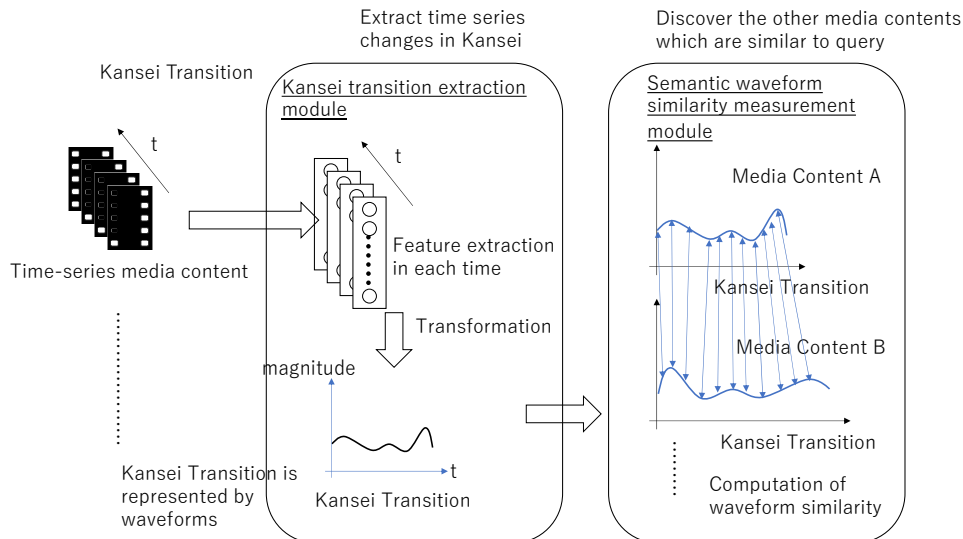 Extract time series
changes in Kansei
Discover the other media contents
which are similar to query
Kansei Transition
t
Time-series media content
Kansei Transition is
represented by
waveforms
Kansei transition extraction
module
t
Feature extraction
in each time
Transformation
magnitude
t
Kansei Transition
Semantic waveform
similarity measurement
module
Media Content A
Kansei Transition
Media Content B
Kansei Transition
Computation of
waveform similarity